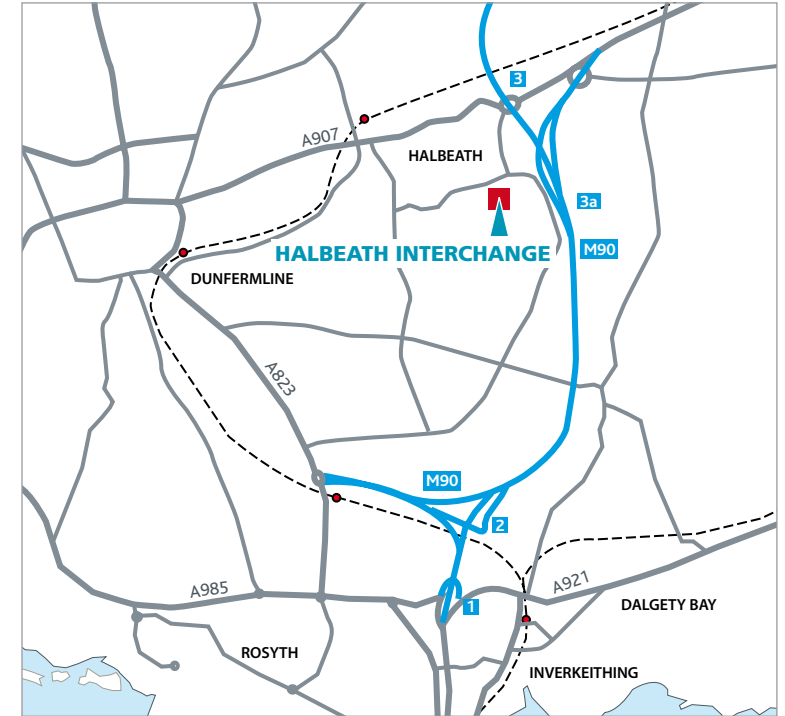 3
A907
HALBEATH
3a
M90
HALBEATH INTERCHANGE
DUNFERMLINE
A823
M90
2
A985
A921
1
DALGETY BAY
ROSYTH
INVERKEITHING